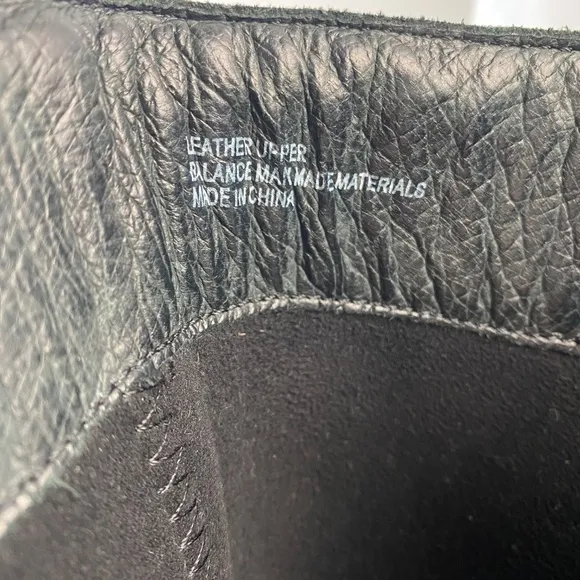 LEATHER UPPER
BALANCE MAN MADE MATERIALS
MADE IN CHINA